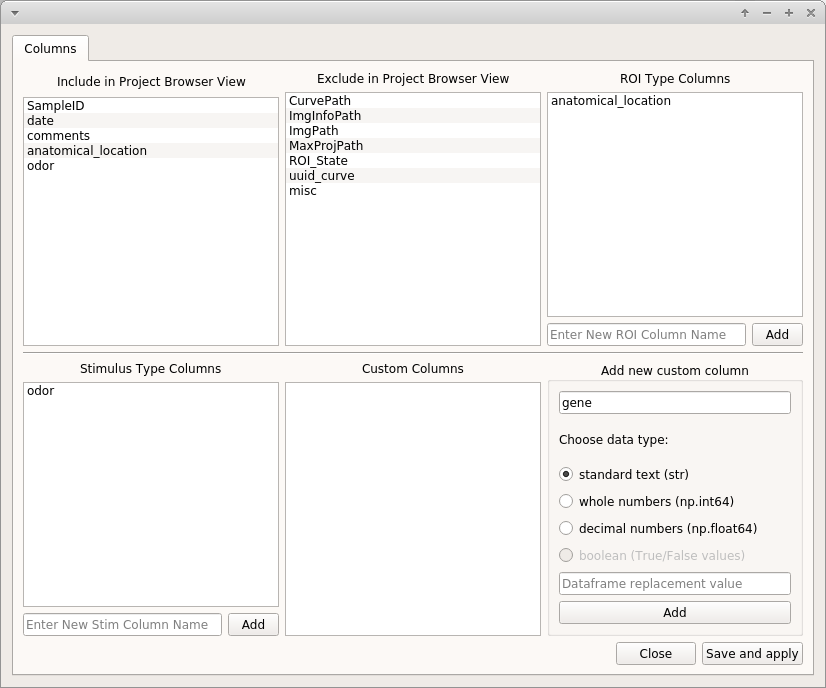 Columns
Include in Project Browser View
SampleID
date
comments
anatomical_location
odor
Exclude in Project Browser View
CurvePath
ImgInfoPath
ImgPath
MaxProjPath
ROI_State
uuid_curve
misc
ROI Type Columns
anatomical_location
Enter New ROI Column Name
Add
Stimulus Type Columns
odor
Enter New Stim Column Name
Add
Custom Columns
Add new custom column
gene
Choose data type:
standard text (str)
whole numbers (np.int64)
decimal numbers (np.float64)
boolean (True/False values)
Dataframe replacement value
Add
Close
Save and apply